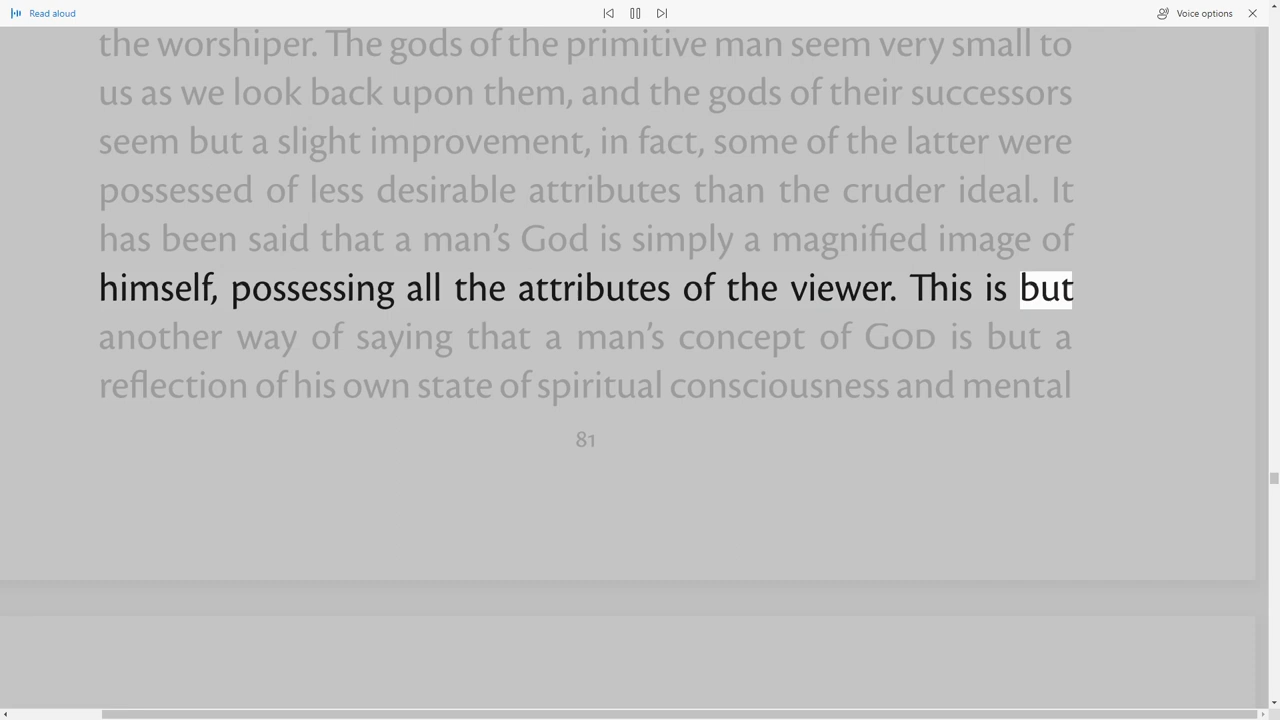 Read aloud
Voice options
the worshiper. The gods of the primitive man seem very small to
us as we look back upon them, and the gods of their successors
seem but a slight improvement, in fact, some of the latter were
possessed of less desirable attributes than the cruder ideal. It
has been said that a man’s God is simply a magnified image of
himself, possessing all the attributes of the viewer. This is but
another way of saying that a man’s concept of GOD is but a
reflection of his own state of spiritual consciousness and mental
81